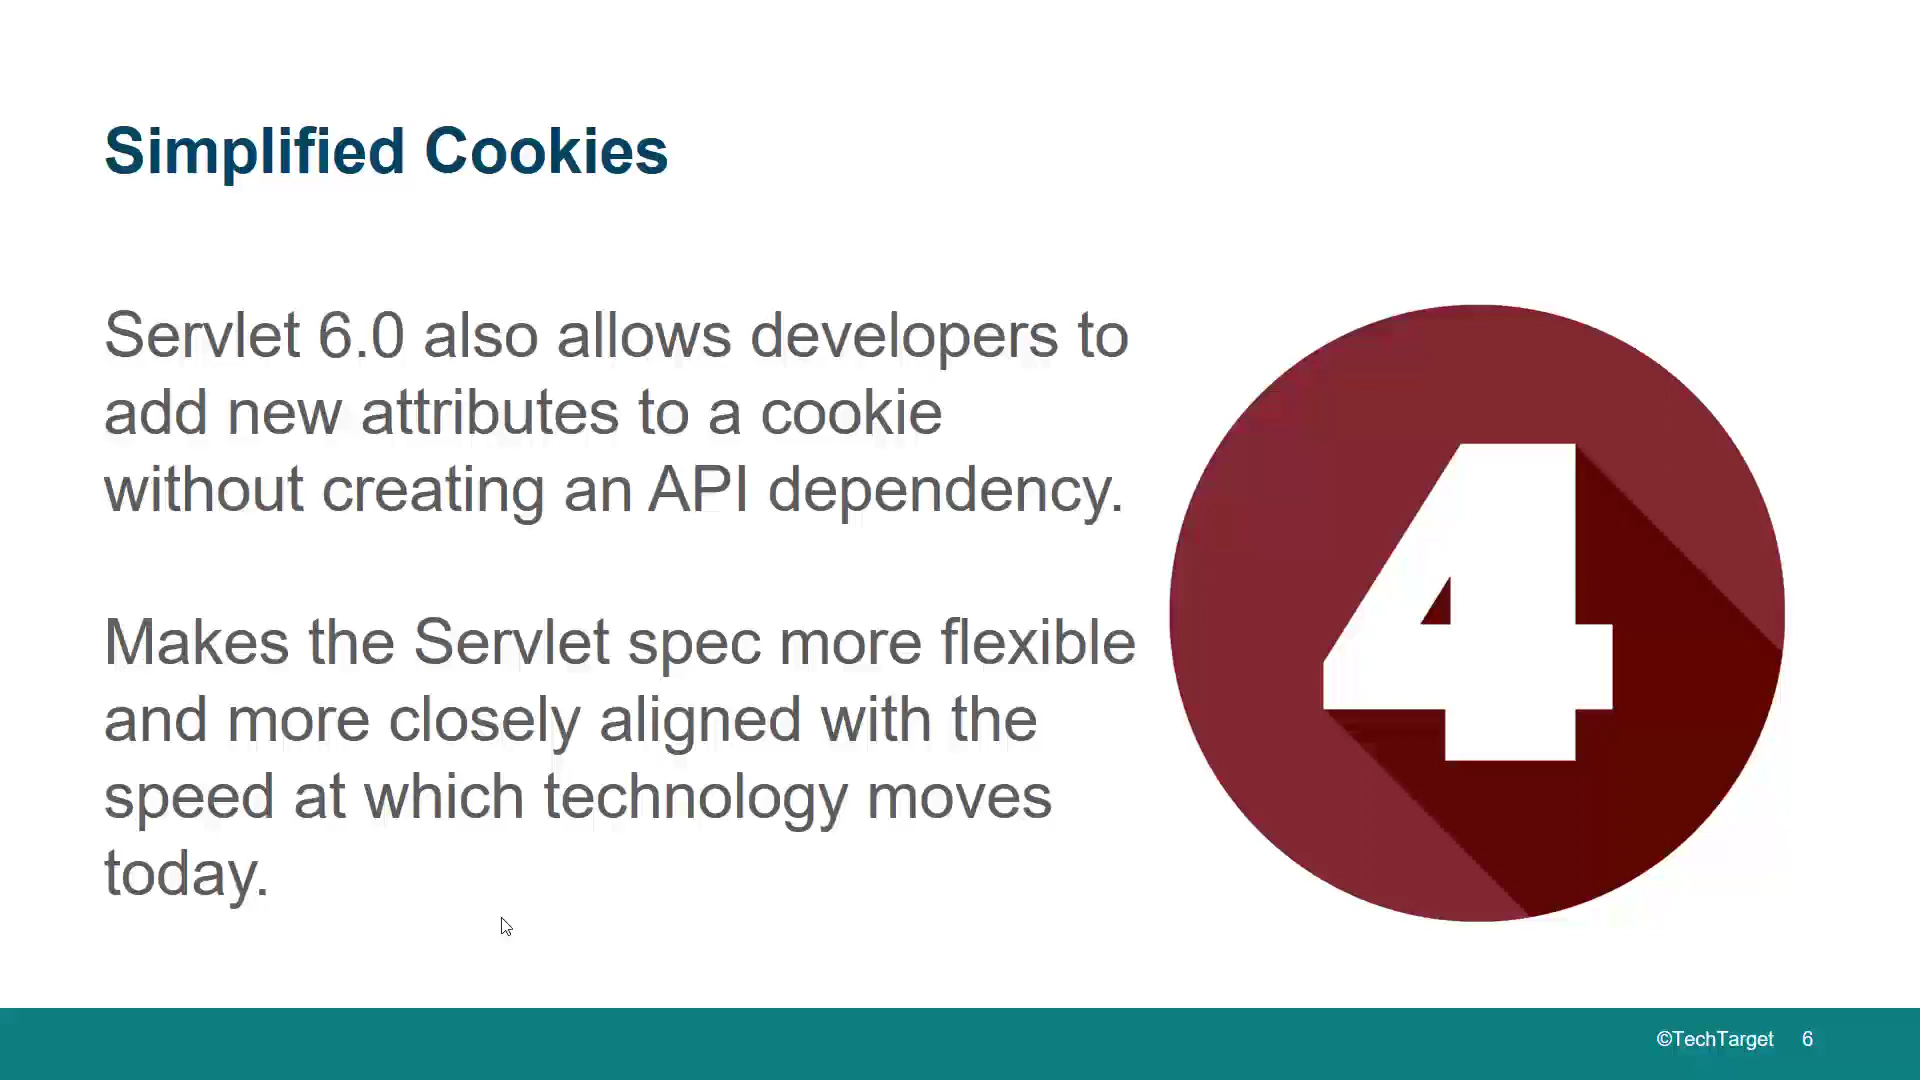 Simplified Cookies
Servlet 6.0 also allows developers to
add new attributes to a cookie
without creating an API dependency.
Makes the Servlet spec more flexible
and more closely aligned with the
speed at which technology moves
today.
4
©TechTarget 6